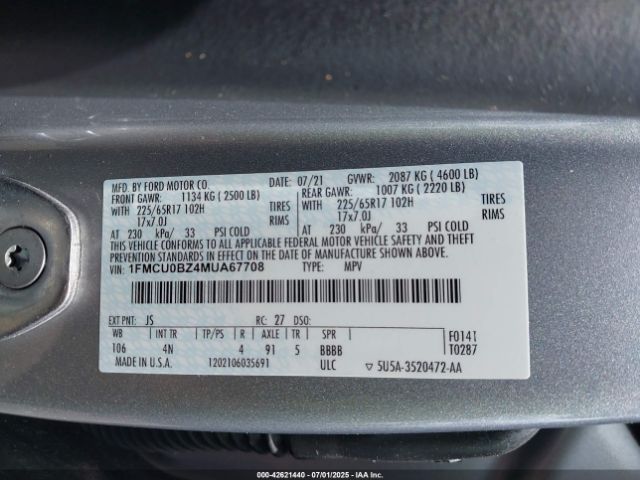 MFD. BY FORD MOTOR CO.
DATE: 07/21 GVWR: 2087 KG ( 4600 LB)
FRONT GAWR: 1134 KG ( 2500 LB)
REAR GAWR: 1007 KG ( 2220 LB)
WITH 225/65R17 102H TIRES
17x7.0J RIMS
225/65R17 102H TIRES
17x7.0J RIMS
AT 230 kPa/ 33 PSI COLD
AT 230 kPa/ 33 PSI COLD
THIS VEHICLE CONFORMS TO ALL APPLICABLE FEDERAL MOTOR VEHICLE SAFETY AND THEFT
PREVENTION STANDARDS IN EFFECT ON THE DATE OF MANUFACTURE SHOWN ABOVE.
VIN: 1FMCU0BZ4MUA67708 TYPE: MPV
EXT PNT: JS RC: 27 DSO:
WB INT TR TP/PS R AXLE TR SPR
F0141
106 4N 4 91 5 BBBB
T0287
MADE IN U.S.A. 1202106035691 ULC 5U5A-3520472-AA
000-42621440 - 07/01/2025 - IAAI.COM